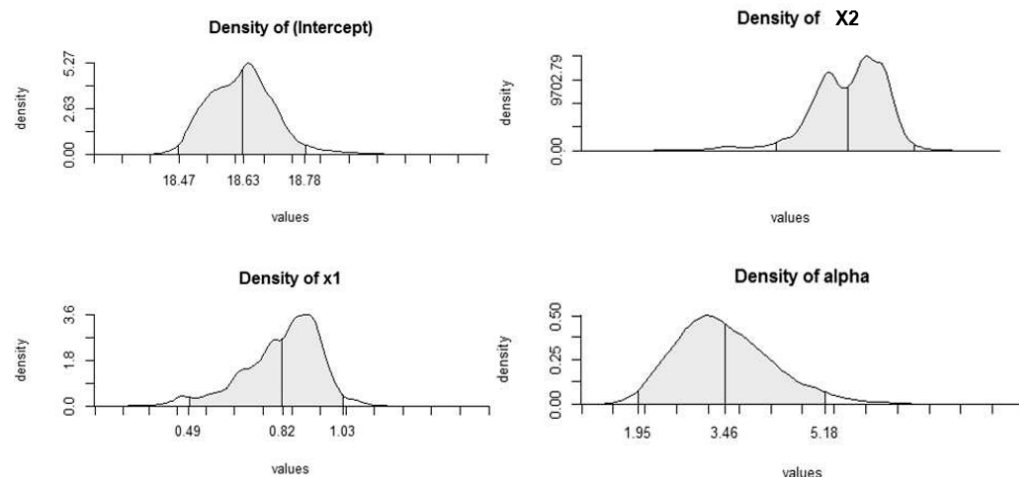 Density of (Intercept)
density
0.00 2.63 5.27
18.47 18.63 18.78
values
Density of X2
density
0.00 9702.79
values
Density of x1
density
0.0 1.8 3.6
0.49 0.82 1.03
values
Density of alpha
density
0.00 0.25 0.50
1.95 3.46 5.18
values